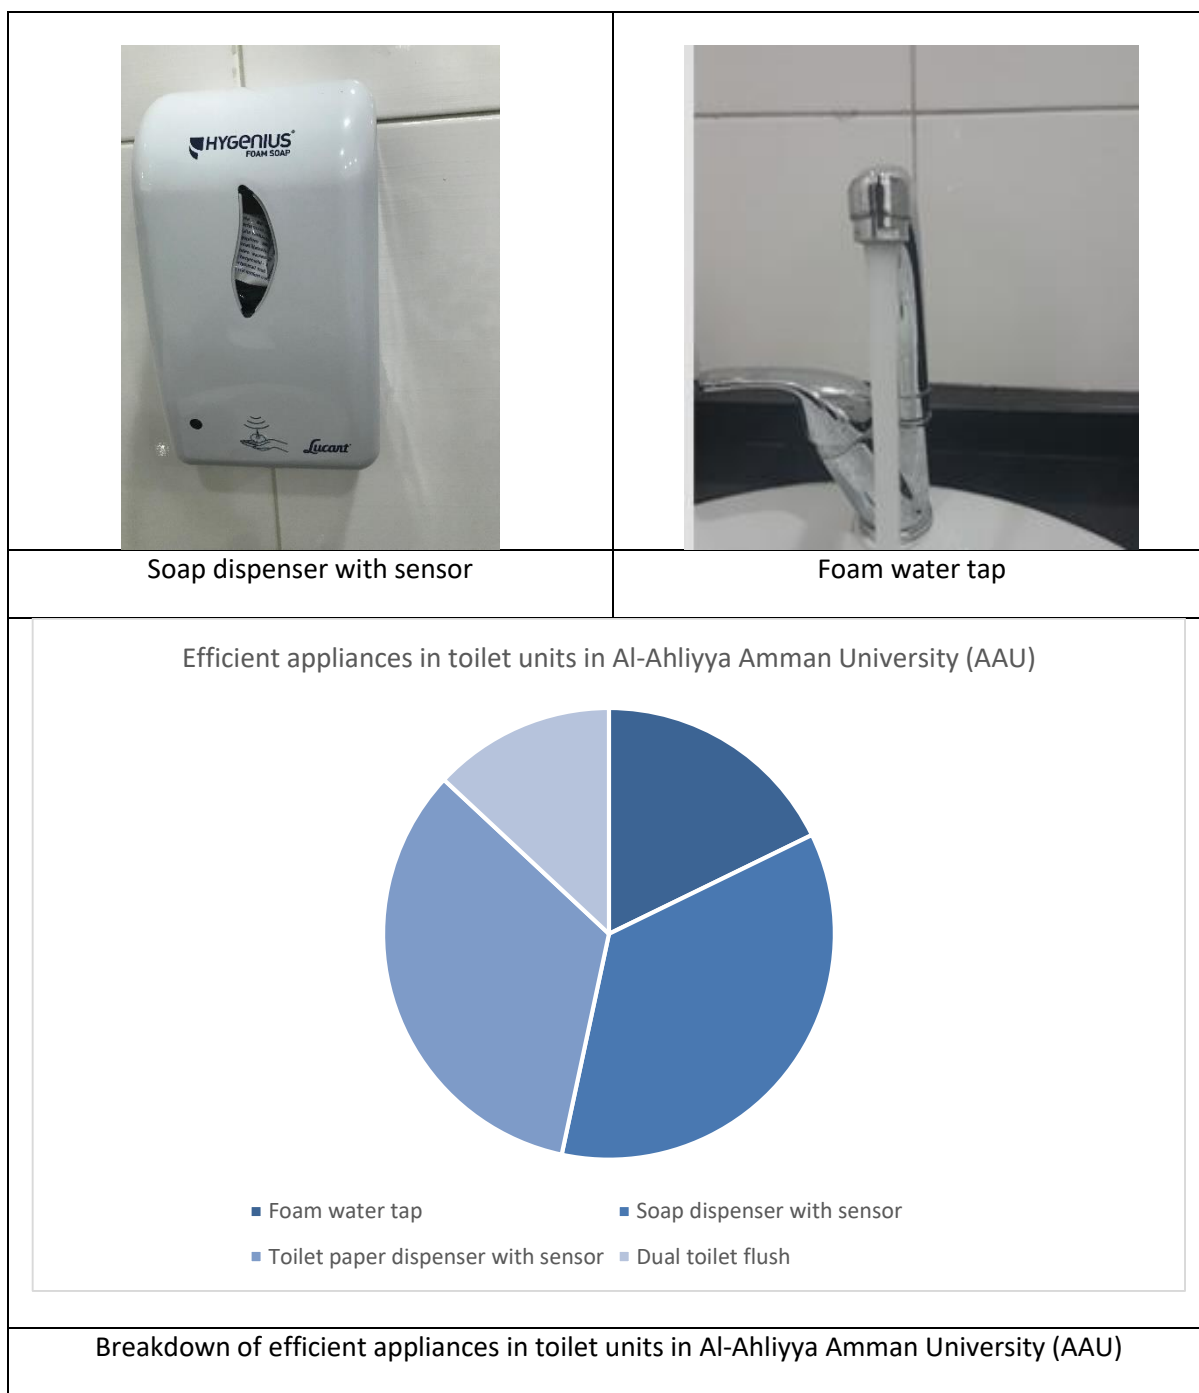 HYGENIUS®
FOAM SOAP
Lucart
Soap dispenser with sensor
Foam water tap
Efficient appliances in toilet units in Al-Ahliyya Amman University (AAU)
Foam water tap
Soap dispenser with sensor
Toilet paper dispenser with sensor
Dual toilet flush
Breakdown of efficient appliances in toilet units in Al-Ahliyya Amman University (AAU)